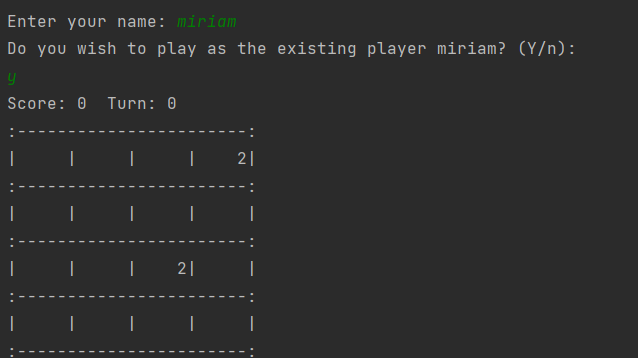 Enter your name: miriam
Do you wish to play as the existing player miriam? (Y/n):
y
Score: 0  Turn: 0
:-----------------------:
|     |     |     |    2|
:-----------------------:
|     |     |     |     |
:-----------------------:
|     |     |    2|     |
:-----------------------:
|     |     |     |     |
:-----------------------: